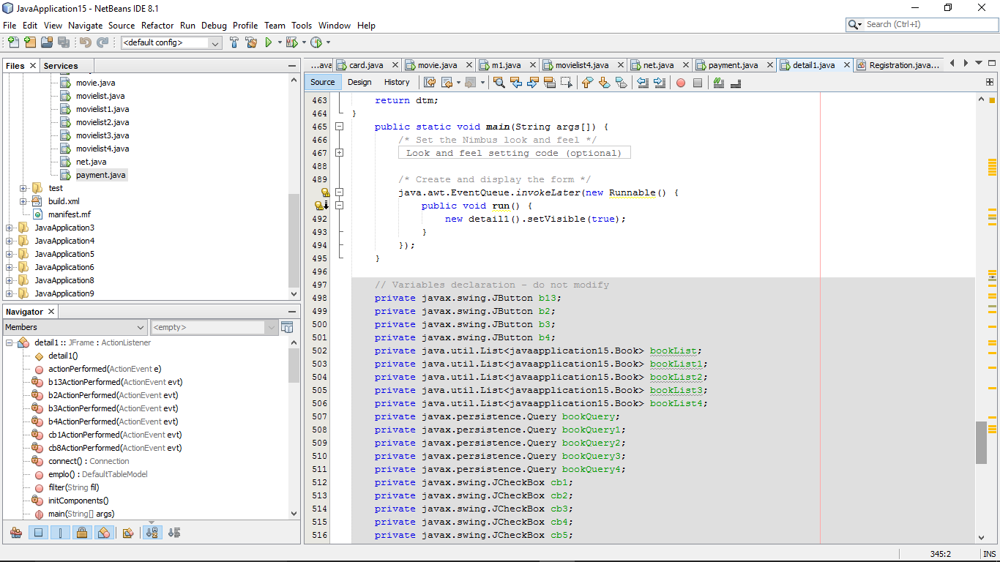 JavaApplication15 - NetBeans IDE 8.1
File Edit View Navigate Source Refactor Run Debug Profile Team Tools Window Help
Search (Ctrl+I)
<default config>
Files
Services
movie.java
movielist.java
movielist1.java
movielist2.java
movielist3.java
movielist4.java
net.java
payment.java
test
build.xml
manifest.mf
JavaApplication3
JavaApplication4
JavaApplication5
JavaApplication6
JavaApplication8
JavaApplication9
Navigator
Members
<empty>
detail1 :: JFrame : ActionListener
detail1()
actionPerformed(ActionEvent e)
b13ActionPerformed(ActionEvent evt)
b2ActionPerformed(ActionEvent evt)
b3ActionPerformed(ActionEvent evt)
b4ActionPerformed(ActionEvent evt)
cb1ActionPerformed(ActionEvent evt)
cb8ActionPerformed(ActionEvent evt)
connect() : Connection
emplo() : DefaultTableModel
filter(String fil)
initComponents()
main(String[] args)
...ava card.java movie.java m1.java movielist4.java net.java payment.java detail1.java Registration.java...
Source Design History
463 return dtm;
464 }
465 public static void main(String args[]) {
466 /* Set the Nimbus look and feel */
467 Look and feel setting code (optional)
488
489 /* Create and display the form */
java.awt.EventQueue.invokeLater(new Runnable() {
public void run() {
492 new detail1().setVisible(true);
493 }
494 });
495 }
496
497 // Variables declaration - do not modify
498 private javax.swing.JButton b13;
499 private javax.swing.JButton b2;
500 private javax.swing.JButton b3;
501 private javax.swing.JButton b4;
502 private java.util.List<javaapplication15.Book> bookList;
503 private java.util.List<javaapplication15.Book> bookList1;
504 private java.util.List<javaapplication15.Book> bookList2;
505 private java.util.List<javaapplication15.Book> bookList3;
506 private java.util.List<javaapplication15.Book> bookList4;
507 private javax.persistence.Query bookQuery;
508 private javax.persistence.Query bookQuery1;
509 private javax.persistence.Query bookQuery2;
510 private javax.persistence.Query bookQuery3;
511 private javax.persistence.Query bookQuery4;
512 private javax.swing.JCheckBox cb1;
513 private javax.swing.JCheckBox cb2;
514 private javax.swing.JCheckBox cb3;
515 private javax.swing.JCheckBox cb4;
516 private javax.swing.JCheckBox cb5;
345:2 INS